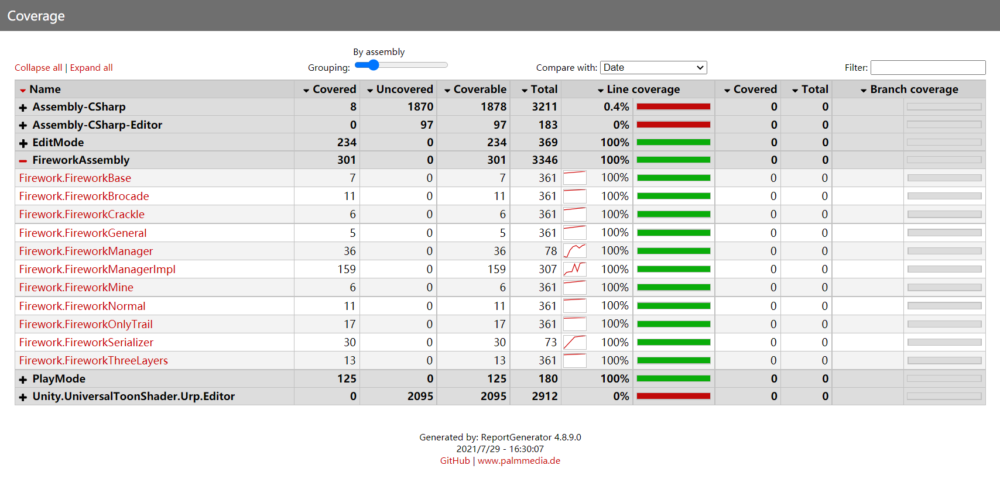 Coverage
By assembly
Collapse all | Expand all Grouping: Compare with: Date Filter:
Name Covered Uncovered Coverable Total Line coverage Covered Total Branch coverage
Assembly-CSharp 8 1870 1878 3211 0.4% 0 0
Assembly-CSharp-Editor 0 97 97 183 0% 0 0
EditMode 234 0 234 369 100% 0 0
FireworkAssembly 301 0 301 3346 100% 0 0
Firework.FireworkBase 7 0 7 361 100% 0 0
Firework.FireworkBrocade 11 0 11 361 100% 0 0
Firework.FireworkCrackle 6 0 6 361 100% 0 0
Firework.FireworkGeneral 5 0 5 361 100% 0 0
Firework.FireworkManager 36 0 36 78 100% 0 0
Firework.FireworkManagerImpl 159 0 159 307 100% 0 0
Firework.FireworkMine 6 0 6 361 100% 0 0
Firework.FireworkNormal 11 0 11 361 100% 0 0
Firework.FireworkOnlyTrail 17 0 17 361 100% 0 0
Firework.FireworkSerializer 30 0 30 73 100% 0 0
Firework.FireworkThreeLayers 13 0 13 361 100% 0 0
PlayMode 125 0 125 180 100% 0 0
Unity.UniversalToonShader.Urp.Editor 0 2095 2095 2912 0% 0 0
Generated by: ReportGenerator 4.8.9.0
2021/7/29 - 16:30:07
GitHub | www.palmmedia.de